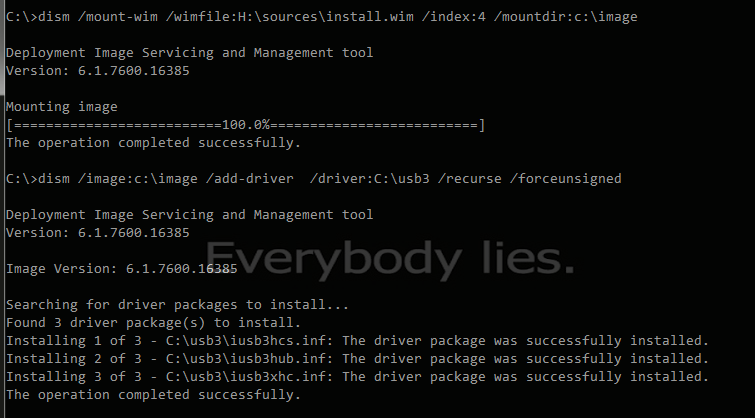 C:\>dism /mount-wim /wimfile:H:\sources\install.wim /index:4 /mountdir:c:\image
Deployment Image Servicing and Management tool
Version: 6.1.7600.16385
Mounting image
[==========================100.0%==========================]
The operation completed successfully.
C:\>dism /image:c:\image /add-driver  /driver:C:\usb3 /recurse /forceunsigned
Deployment Image Servicing and Management tool
Version: 6.1.7600.16385
Everybody lies.
Image Version: 6.1.7600.16385
Searching for driver packages to install...
Found 3 driver package(s) to install.
Installing 1 of 3 - C:\usb3\iusb3hcs.inf: The driver package was successfully installed.
Installing 2 of 3 - C:\usb3\iusb3hub.inf: The driver package was successfully installed.
Installing 3 of 3 - C:\usb3\iusb3xhc.inf: The driver package was successfully installed.
The operation completed successfully.